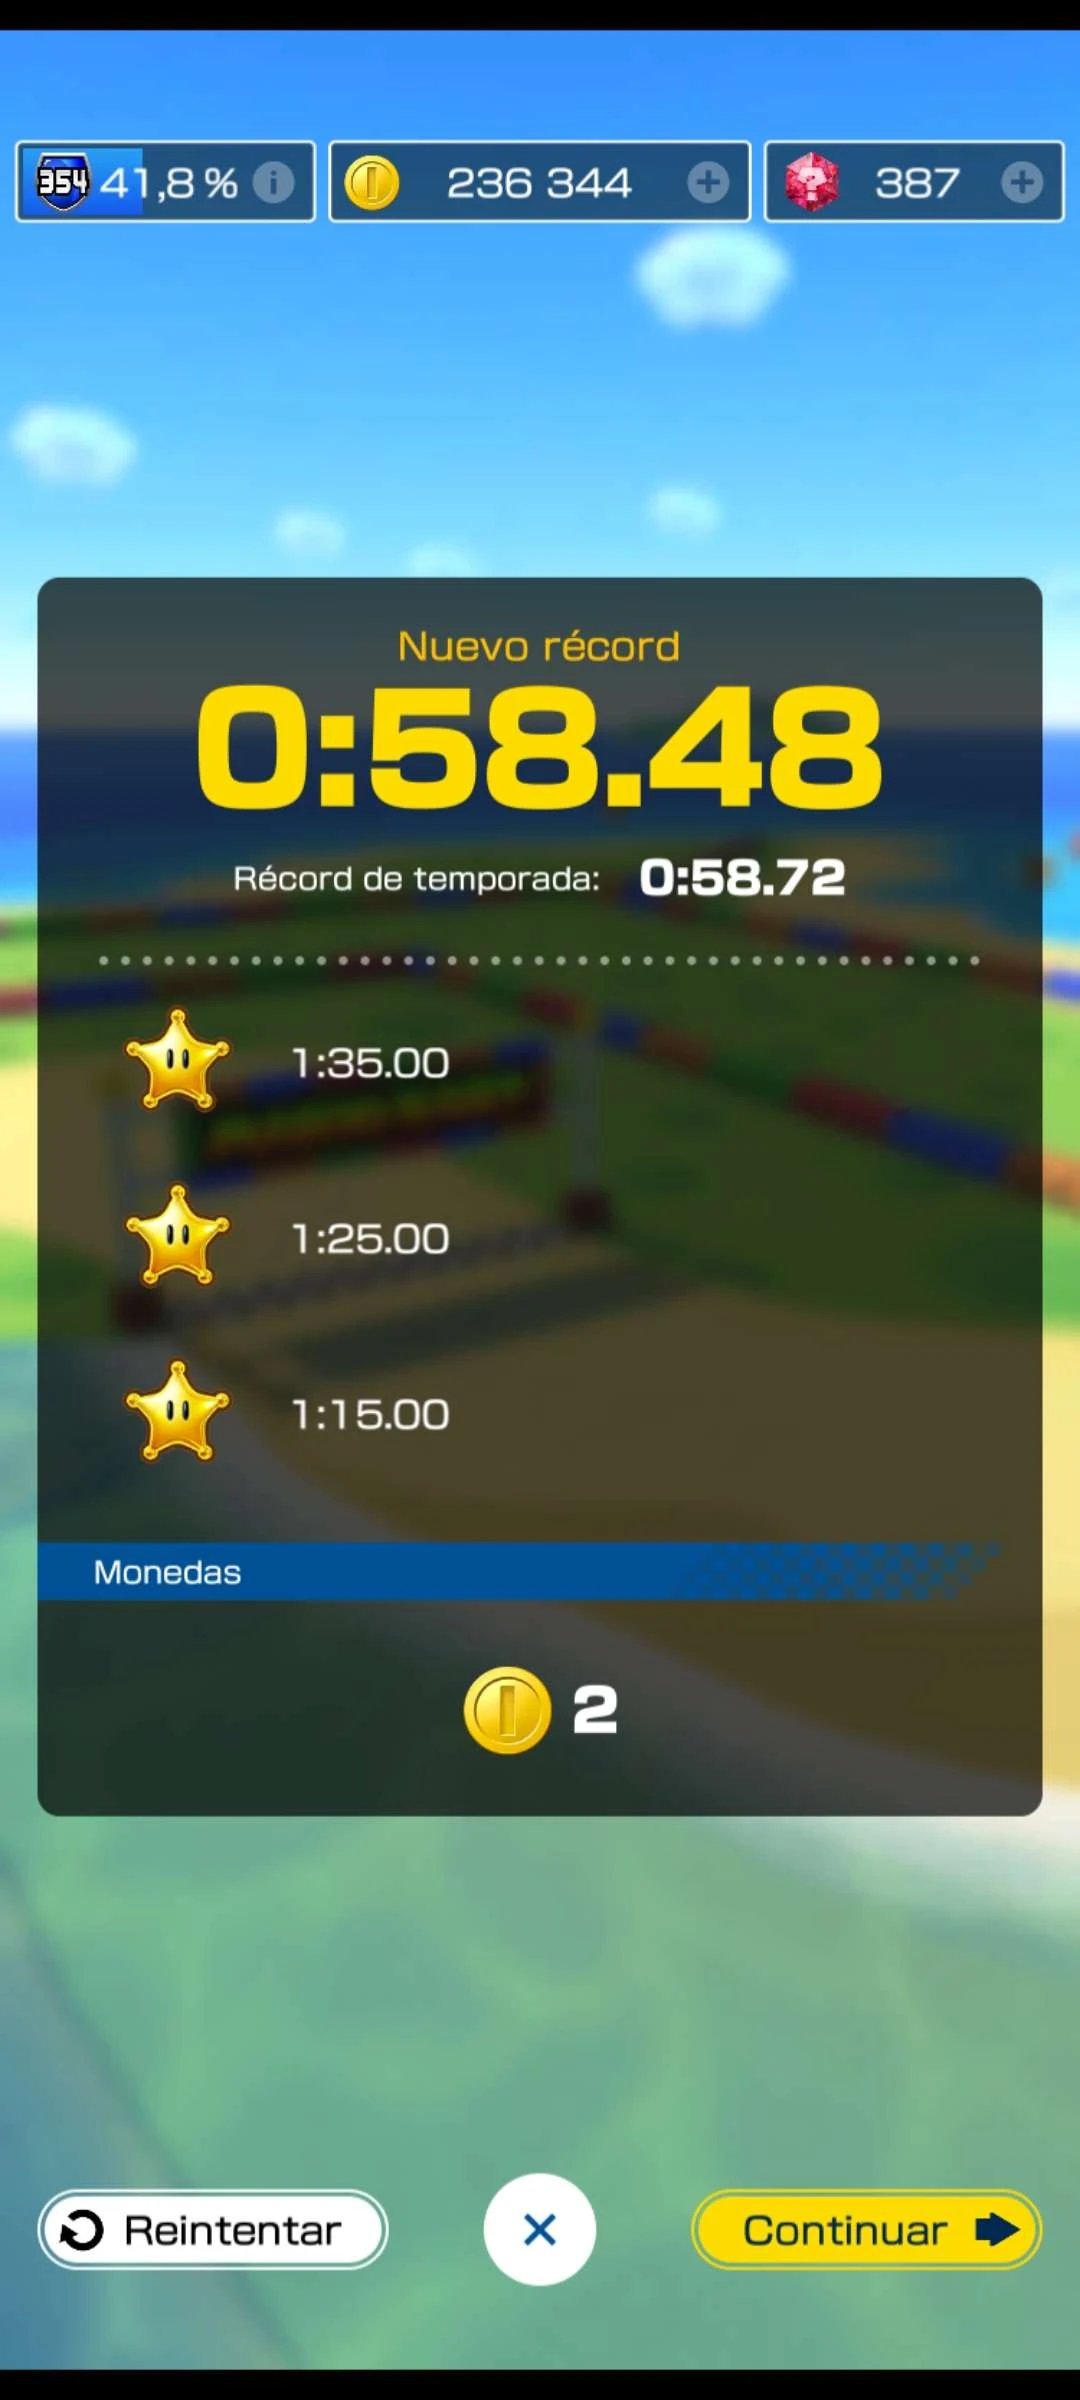 354 41,8 % i 236 344 + 387 +
Nuevo récord
0:58.48
Récord de temporada: 0:58.72
1:35.00
1:25.00
1:15.00
Monedas
2
Reintentar × Continuar